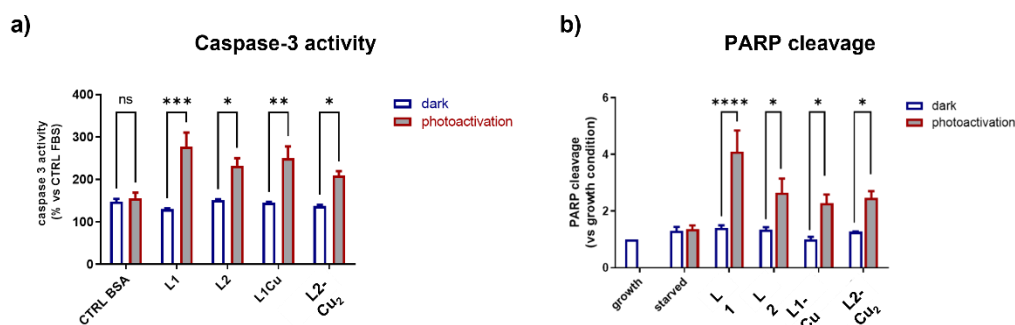 a)
Caspase-3 activity
caspase 3 activity
(% vs CTRL FBS)
400
300
200
100
0
ns
***
*
**
*
dark
photoactivation
CTRL BSA
L1
L2
L1Cu
L2-
Cu2
b)
PARP cleavage
PARP cleavage
(vs growth condition)
6
4
2
0
****
*
*
*
dark
photoactivation
growth
starved
L
1
L
2
L1-
Cu
L2-
Cu2